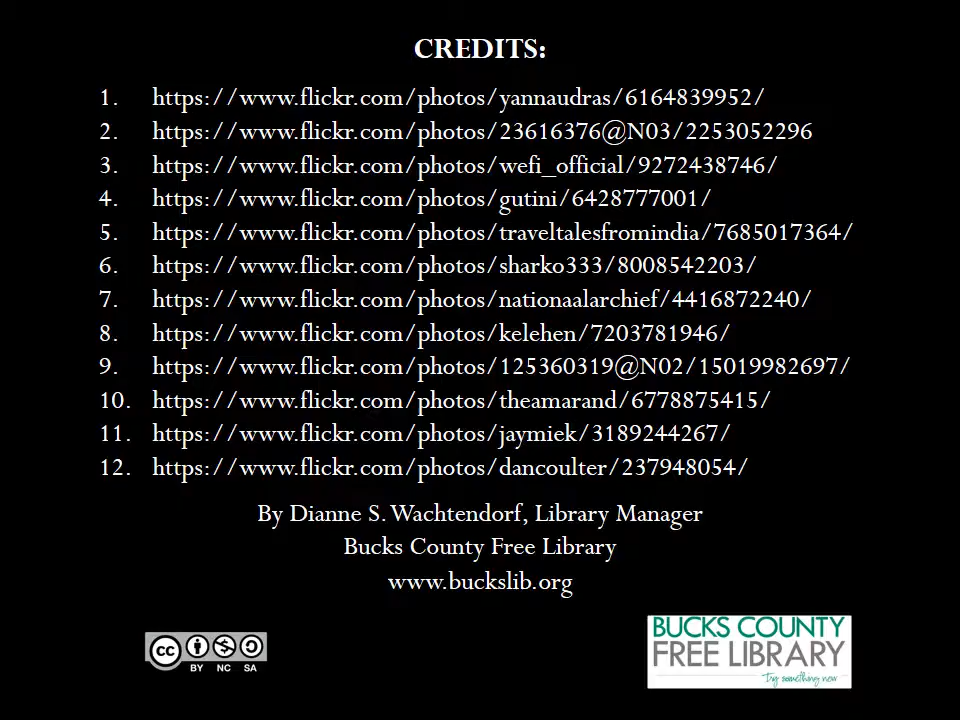 CREDITS:
1. https://www.flickr.com/photos/yannaudras/6164839952/
2. https://www.flickr.com/photos/23616376@N03/2253052296
3. https://www.flickr.com/photos/wefi_official/9272438746/
4. https://www.flickr.com/photos/gutini/6428777001/
5. https://www.flickr.com/photos/traveltalesfromindia/7685017364/
6. https://www.flickr.com/photos/sharko333/8008542203/
7. https://www.flickr.com/photos/nationaalarchief/4416872240/
8. https://www.flickr.com/photos/kelehen/7203781946/
9. https://www.flickr.com/photos/125360319@N02/15019982697/
10. https://www.flickr.com/photos/theamarand/6778875415/
11. https://www.flickr.com/photos/jaymiek/3189244267/
12. https://www.flickr.com/photos/dancoulter/237948054/
By Dianne S. Wachtendorf, Library Manager
Bucks County Free Library
www.buckslib.org
cc
BY NC SA
BUCKS COUNTY
FREE LIBRARY
Try something new